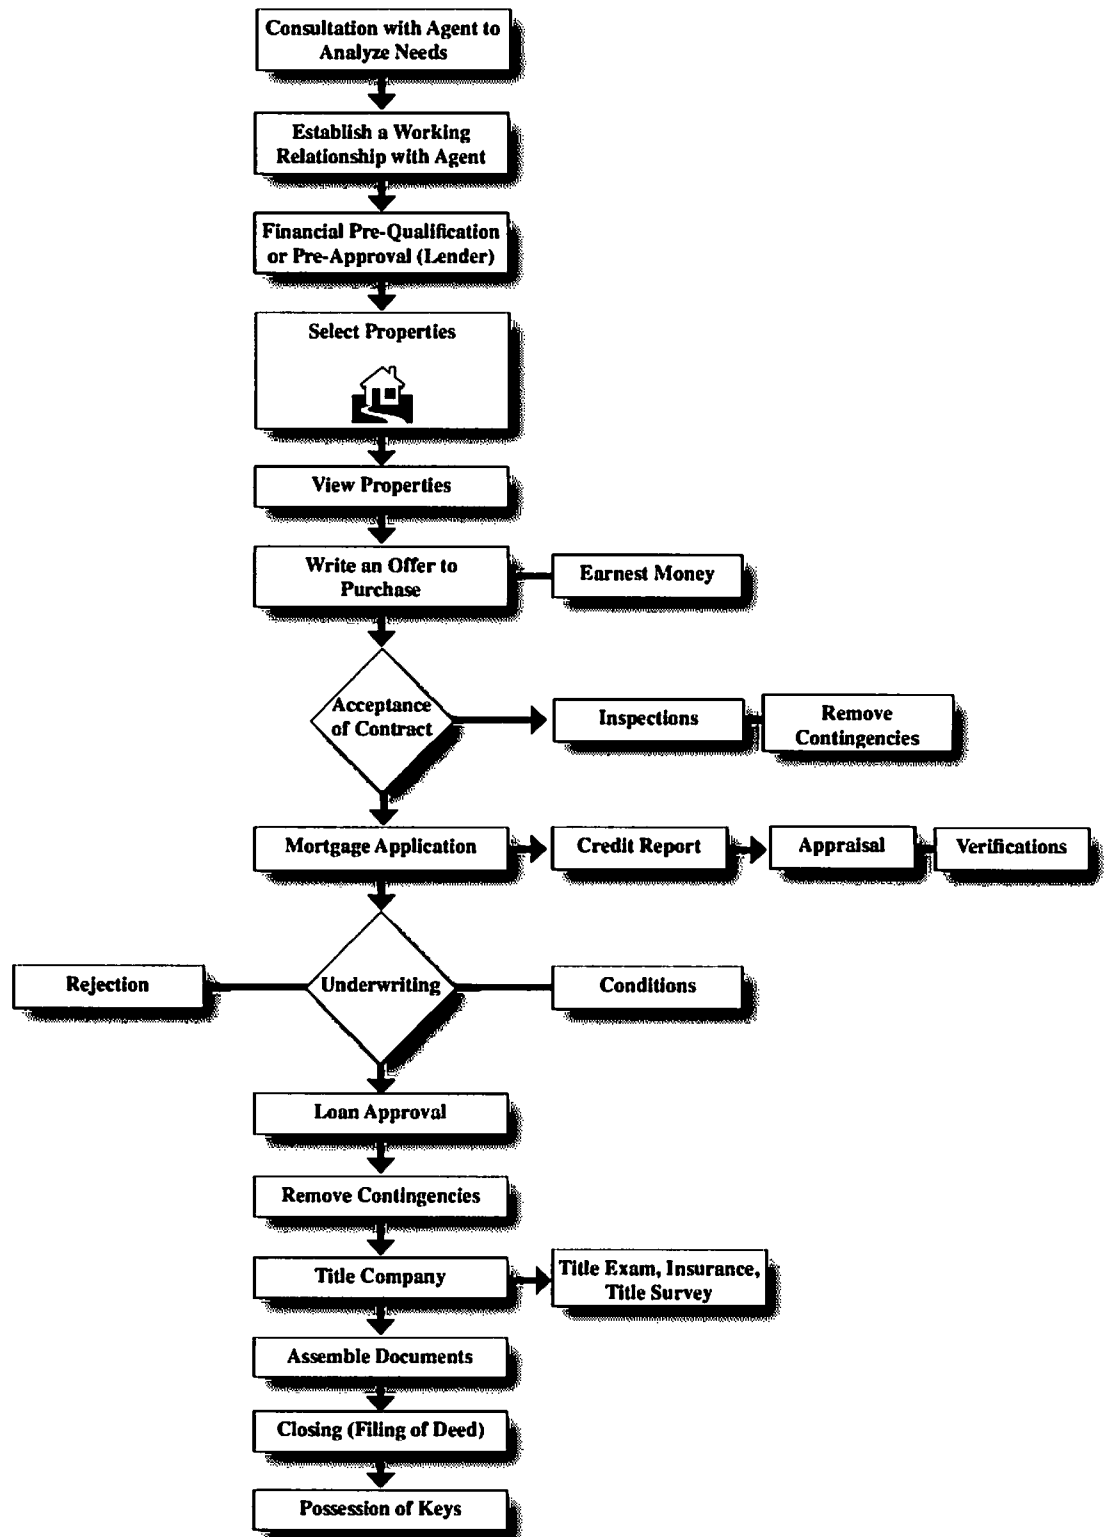 Consultation with Agent to
Analyze Needs
Establish a Working
Relationship with Agent
Financial Pre-Qualification
or Pre-Approval (Lender)
Select Properties
View Properties
Write an Offer to
Purchase
Earnest Money
Acceptance
of Contract
Inspections
Remove
Contingencies
Mortgage Application
Credit Report
Appraisal
Verifications
Rejection
Underwriting
Conditions
Loan Approval
Remove Contingencies
Title Company
Title Exam, Insurance,
Title Survey
Assemble Documents
Closing (Filing of Deed)
Possession of Keys